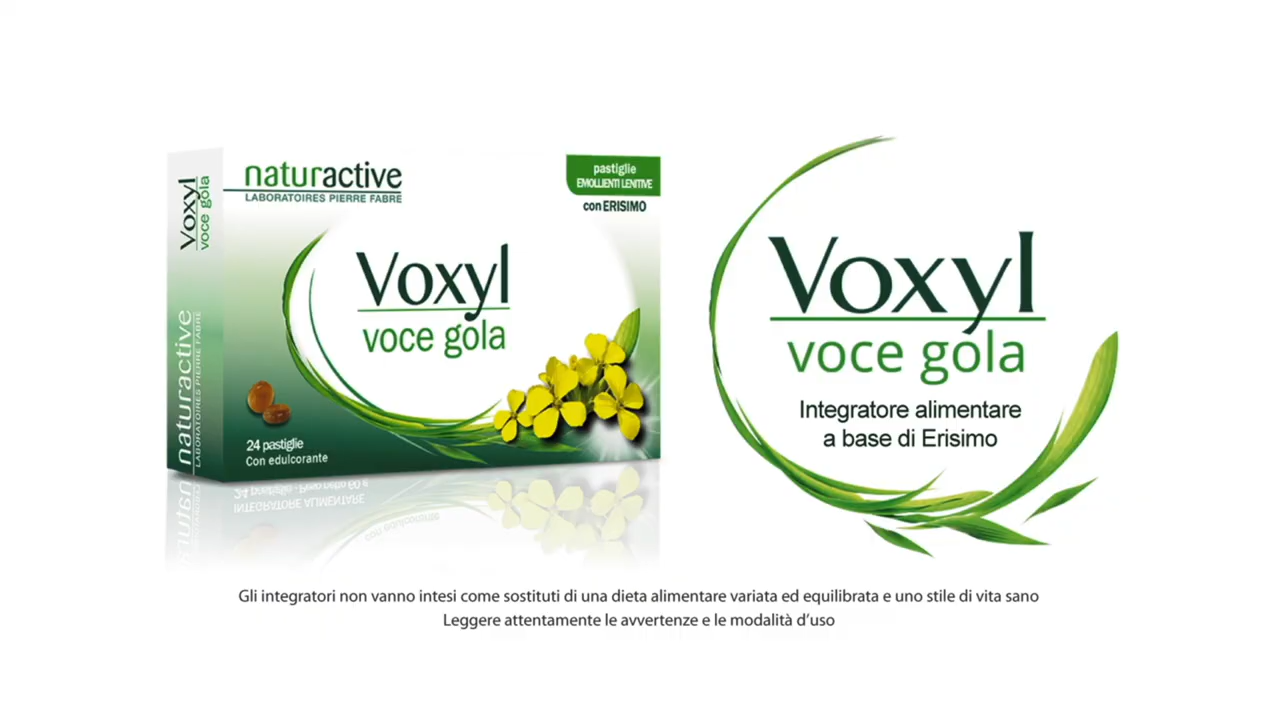 naturactive
LABORATOIRES PIERRE FABRE
pastiglie
EMOLLIENTI LENITIVE
con ERISIMO
Voxyl
voce gola
24 pastiglie
Con edulcorante
Voxyl
voce gola
naturactive
LABORATOIRES PIERRE FABRE
Voxyl
voce gola
Integratore alimentare
a base di Erisimo
Gli integratori non vanno intesi come sostituti di una dieta alimentare variata ed equilibrata e uno stile di vita sano
Leggere attentamente le avvertenze e le modalità d'uso